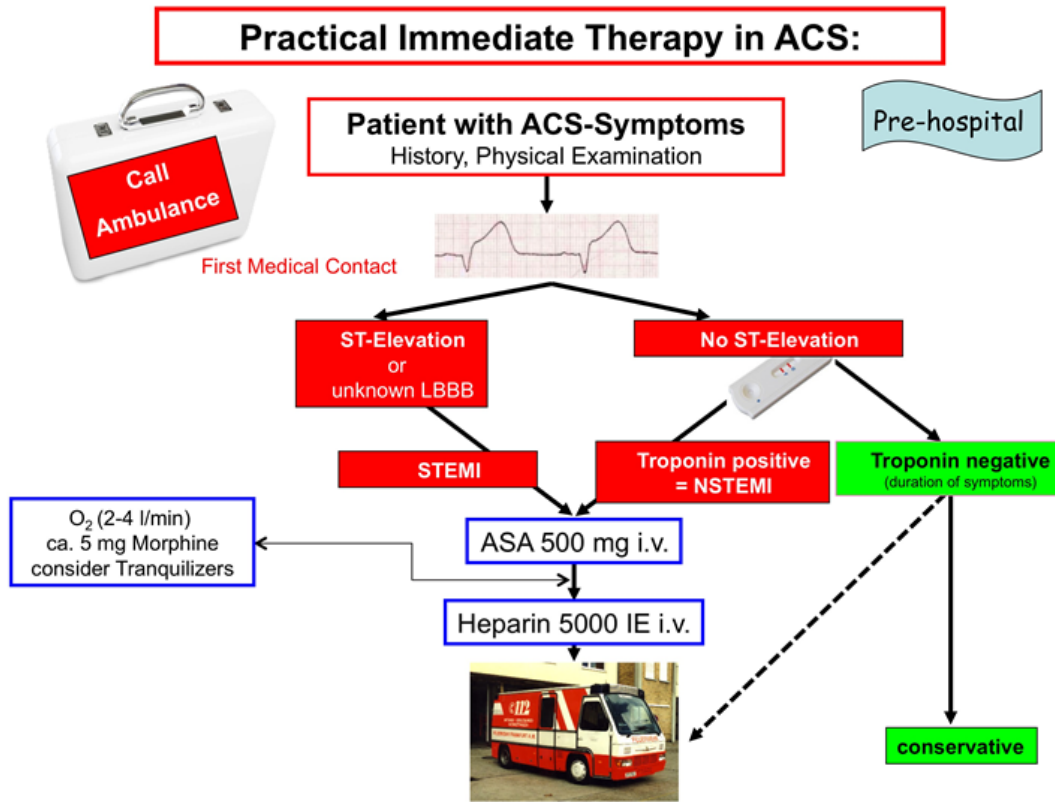 Practical Immediate Therapy in ACS:
Pre-hospital
Patient with ACS-Symptoms
History, Physical Examination
Call
Ambulance
First Medical Contact
ST-Elevation
or
unknown LBBB
No ST-Elevation
STEMI
Troponin positive
= NSTEMI
Troponin negative
(duration of symptoms)
O₂ (2-4 l/min)
ca. 5 mg Morphine
consider Tranquilizers
ASA 500 mg i.v.
Heparin 5000 IE i.v.
112
conservative